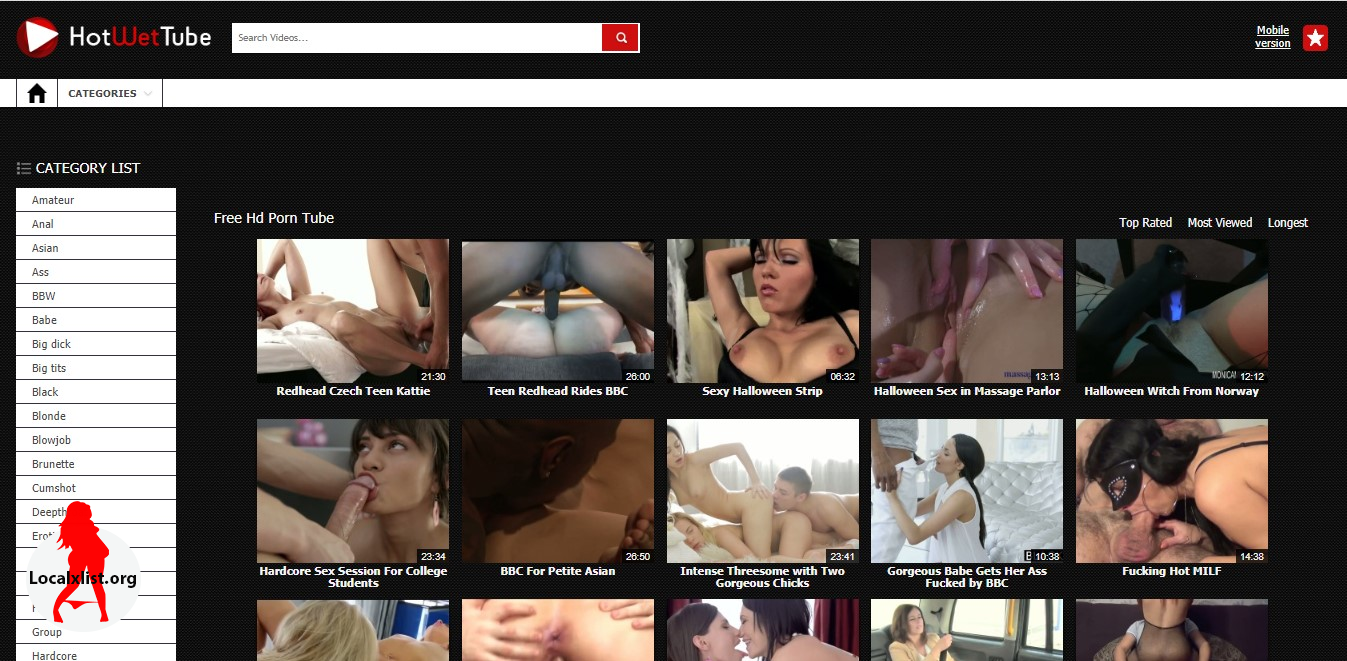 HotWetTube
Search Videos...
Mobile
version
CATEGORIES
CATEGORY LIST
Amateur
Anal
Asian
Ass
BBW
Babe
Big dick
Big tits
Black
Blonde
Blowjob
Brunette
Cumshot
Deepth
Eroti
Localxlist.org
Group
Hardcore
Free Hd Porn Tube
Top Rated Most Viewed Longest
21:30 26:00 06:32 13:13 12:12
Redhead Czech Teen Kattie
Teen Redhead Rides BBC
Sexy Halloween Strip
Halloween Sex in Massage Parlor
Halloween Witch From Norway
23:34 26:50 23:41 10:38 14:38
Hardcore Sex Session For College
Students
BBC For Petite Asian
Intense Threesome with Two
Gorgeous Chicks
Gorgeous Babe Gets Her Ass
Fucked by BBC
Fucking Hot MILF